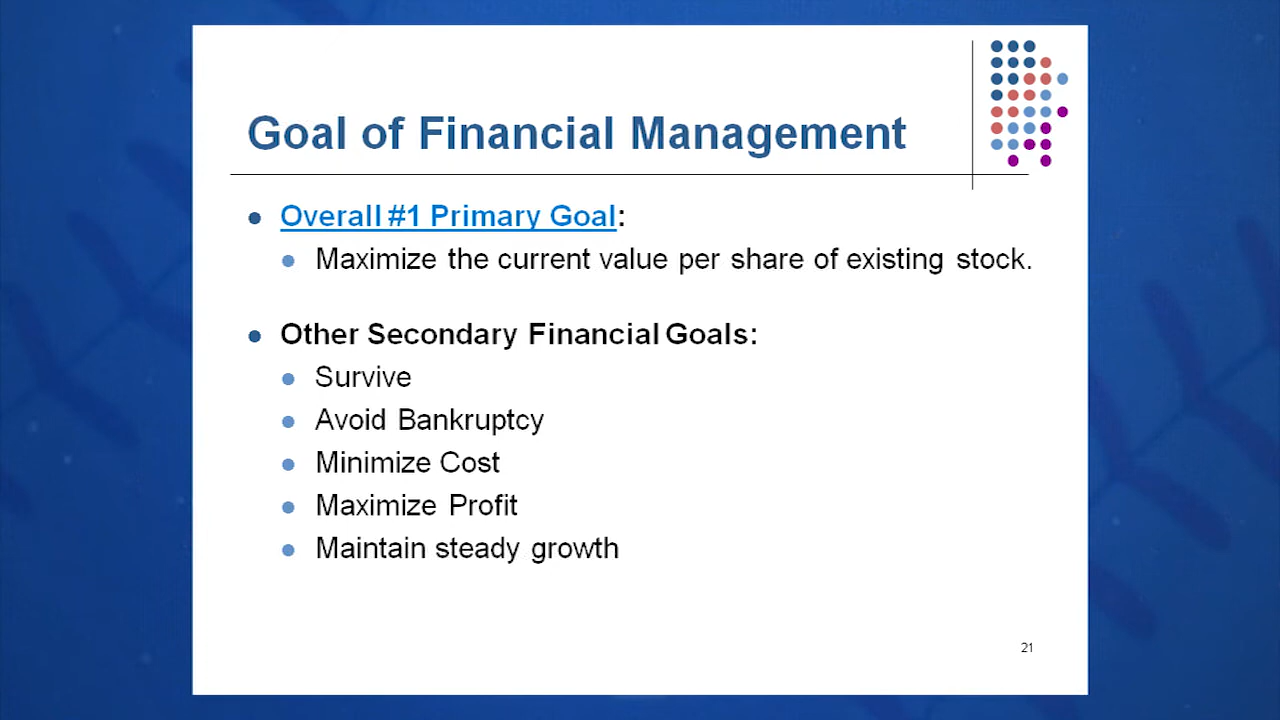 Goal of Financial Management
Overall #1 Primary Goal:
Maximize the current value per share of existing stock.
Other Secondary Financial Goals:
Survive
Avoid Bankruptcy
Minimize Cost
Maximize Profit
Maintain steady growth
21